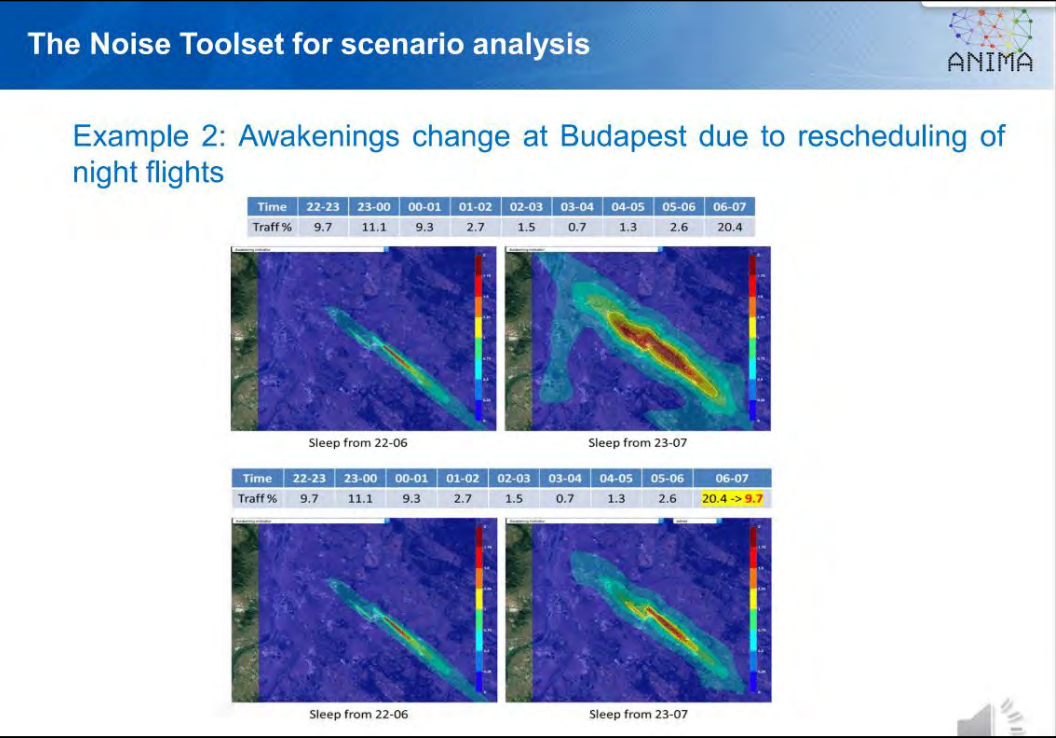 The Noise Toolset for scenario analysis
ANIMA
Example 2: Awakenings change at Budapest due to rescheduling of
night flights
Time 22-23 23-00 00-01 01-02 02-03 03-04 04-05 05-06 06-07
Traff % 9.7 11.1 9.3 2.7 1.5 0.7 1.3 2.6 20.4
Sleep from 22-06
Sleep from 23-07
Time 22-23 23-00 00-01 01-02 02-03 03-04 04-05 05-06 06-07
Traff % 9.7 11.1 9.3 2.7 1.5 0.7 1.3 2.6 20.4 -> 9.7
Sleep from 22-06
Sleep from 23-07